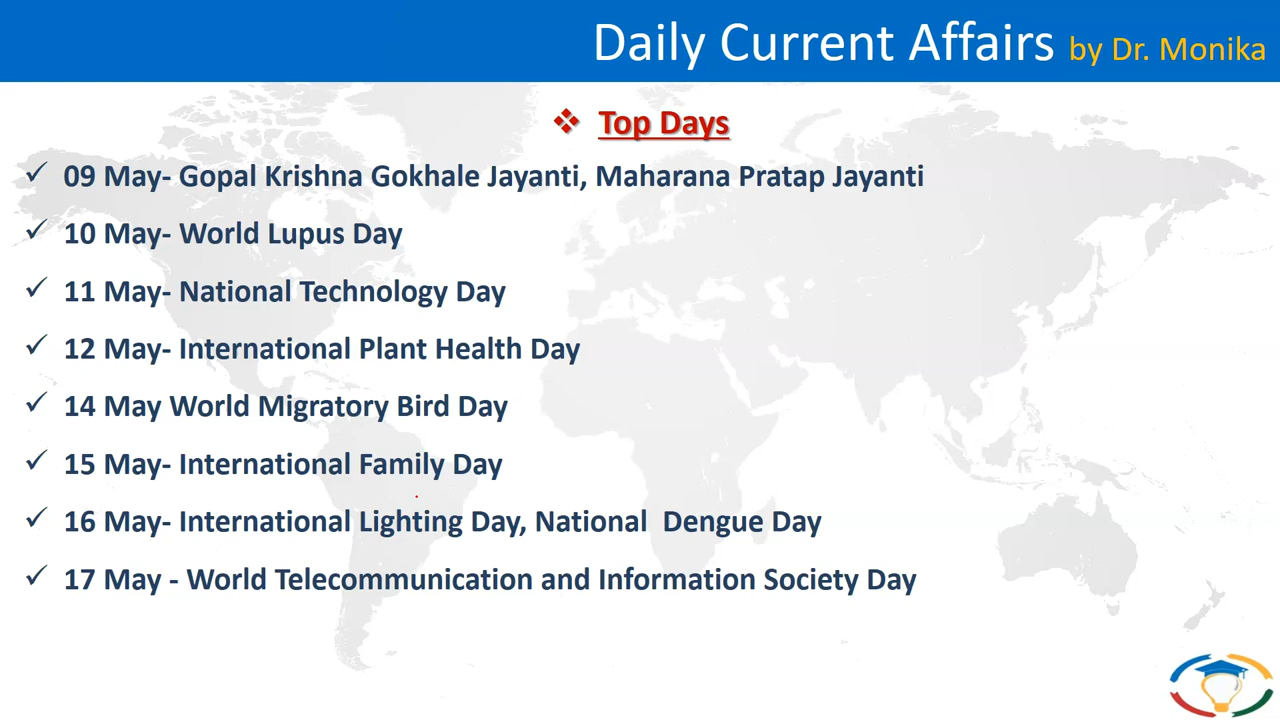 Daily Current Affairs by Dr. Monika
❖ Top Days
✓ 09 May- Gopal Krishna Gokhale Jayanti, Maharana Pratap Jayanti
✓ 10 May- World Lupus Day
✓ 11 May- National Technology Day
✓ 12 May- International Plant Health Day
✓ 14 May World Migratory Bird Day
✓ 15 May- International Family Day
✓ 16 May- International Lighting Day, National  Dengue Day
✓ 17 May - World Telecommunication and Information Society Day